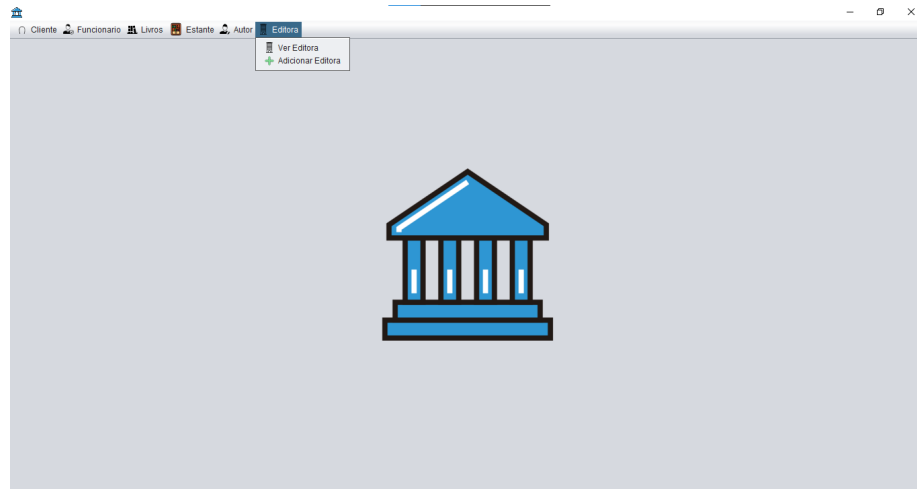 Cliente Funcionario Livros Estante Autor Editora
Ver Editora
Adicionar Editora